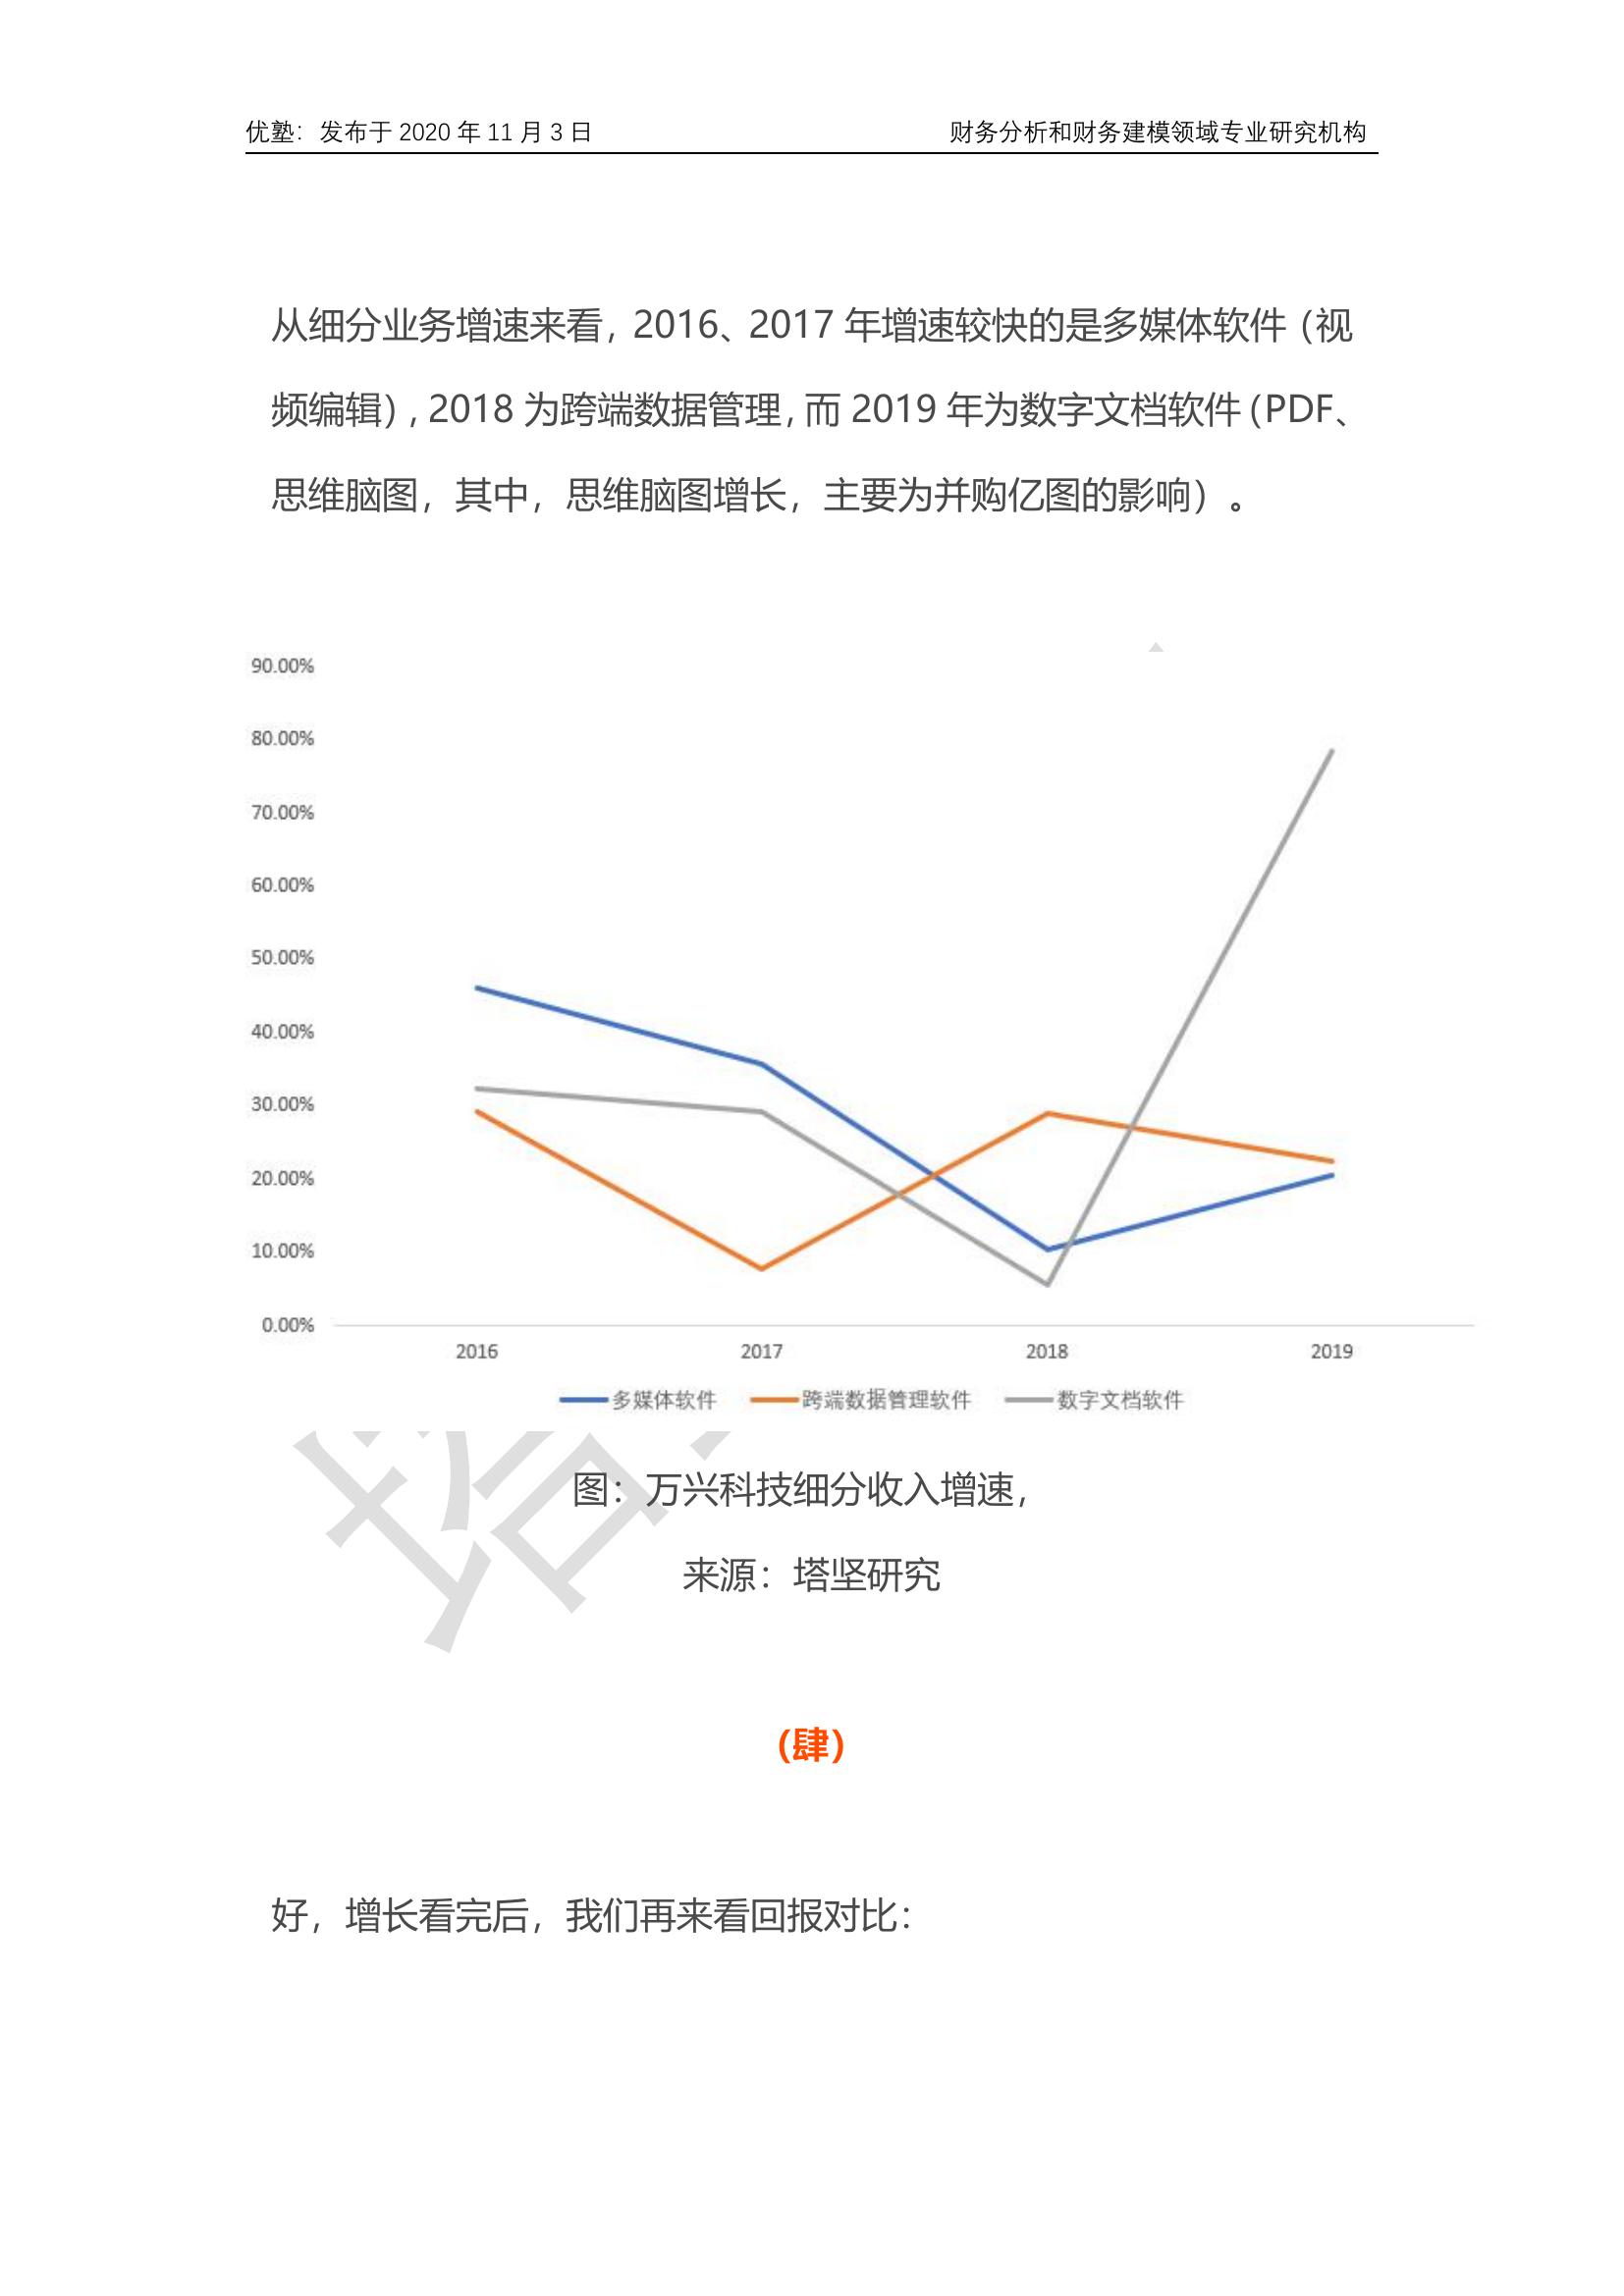 优塾：发布于 2020 年 11 月 3 日 财务分析和财务建模领域专业研究机构
从细分业务增速来看，2016、2017 年增速较快的是多媒体软件（视
频编辑），2018 为跨端数据管理，而 2019 年为数字文档软件（PDF、
思维脑图，其中，思维脑图增长，主要为并购亿图的影响）。
90.00%
80.00%
70.00%
60.00%
50.00%
40.00%
30.00%
20.00%
10.00%
0.00%
2016 2017 2018 2019
多媒体软件 跨端数据管理软件 数字文档软件
塔
图：万兴科技细分收入增速，
来源：塔坚研究
（肆）
好，增长看完后，我们再来看回报对比：